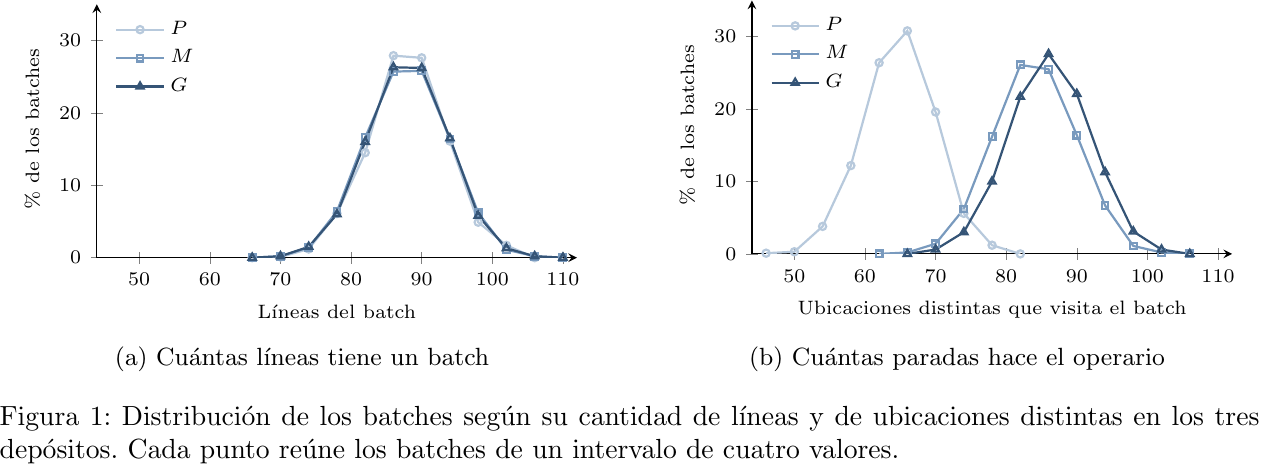 P
M
G
30
20
10
0
% de los batches
50 60 70 80 90 100 110
Líneas del batch
(a) Cuántas líneas tiene un batch
P
M
G
30
20
10
0
% de los batches
50 60 70 80 90 100 110
Ubicaciones distintas que visita el batch
(b) Cuántas paradas hace el operario
Figura 1: Distribución de los batches según su cantidad de líneas y de ubicaciones distintas en los tres
depósitos. Cada punto reúne los batches de un intervalo de cuatro valores.